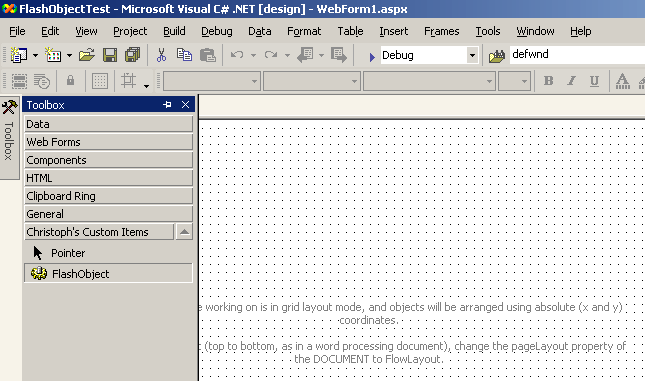 FlashObjectTest - Microsoft Visual C# .NET [design] - WebForm1.aspx
File Edit View Project Build Debug Data Format Table Insert Frames Tools Window Help
Debug defwnd
B I U A
Toolbox
Toolbox
Data
Web Forms
Components
HTML
Clipboard Ring
General
Christoph's Custom Items
Pointer
FlashObject
e working on is in grid layout mode, and objects will be arranged using absolute (x and y)
coordinates.
(top to bottom, as in a word processing document), change the pageLayout property of
the DOCUMENT to FlowLayout.